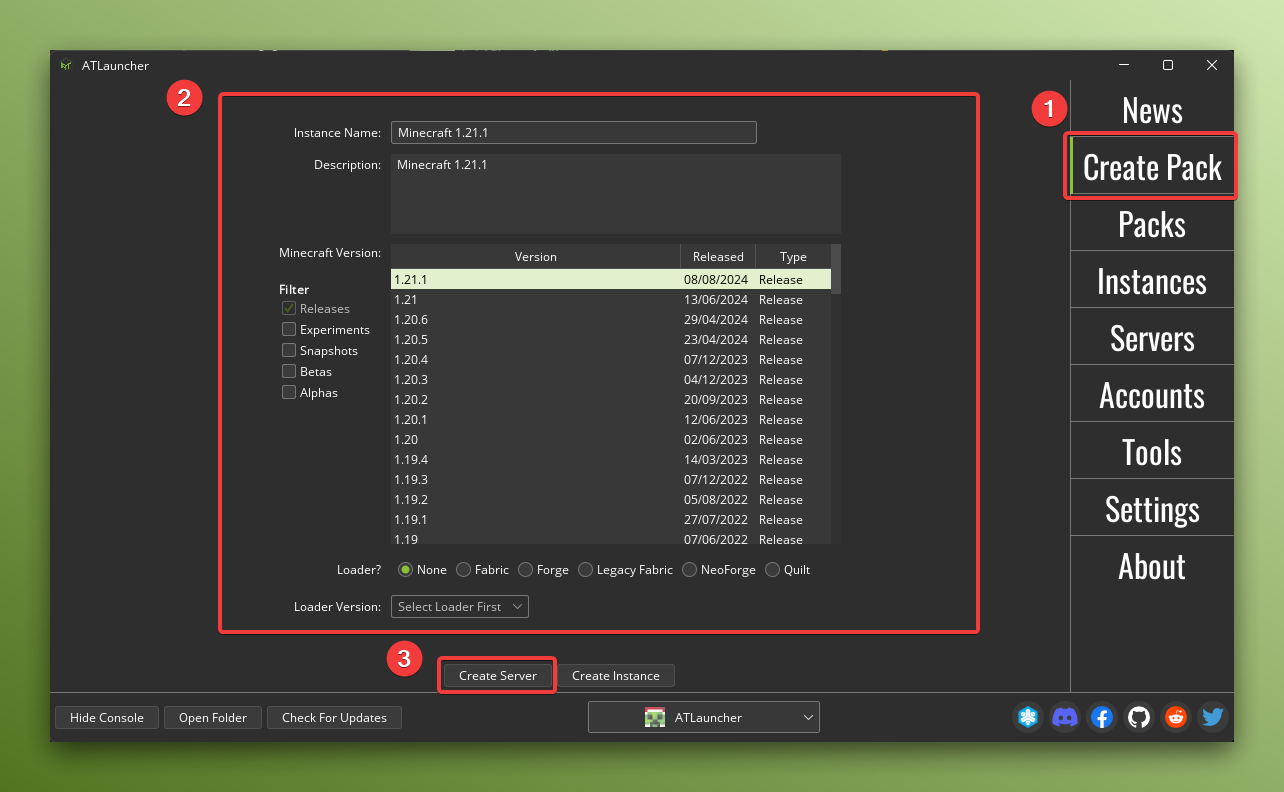 ATLauncher
2
1
News
Create Pack
Packs
Instances
Servers
Accounts
Tools
Settings
About
Instance Name: Minecraft 1.21.1
Description: Minecraft 1.21.1
Minecraft Version:
Version Released Type
1.21.1 08/08/2024 Release
1.21 13/06/2024 Release
1.20.6 29/04/2024 Release
1.20.5 23/04/2024 Release
1.20.4 07/12/2023 Release
1.20.3 04/12/2023 Release
1.20.2 20/09/2023 Release
1.20.1 12/06/2023 Release
1.20 02/06/2023 Release
1.19.4 14/03/2023 Release
1.19.3 07/12/2022 Release
1.19.2 05/08/2022 Release
1.19.1 27/07/2022 Release
1.19 07/06/2022 Release
Filter
Releases
Experiments
Snapshots
Betas
Alphas
Loader? None Fabric Forge Legacy Fabric NeoForge Quilt
Loader Version: Select Loader First
3
Create Server Create Instance
Hide Console Open Folder Check For Updates ATLauncher